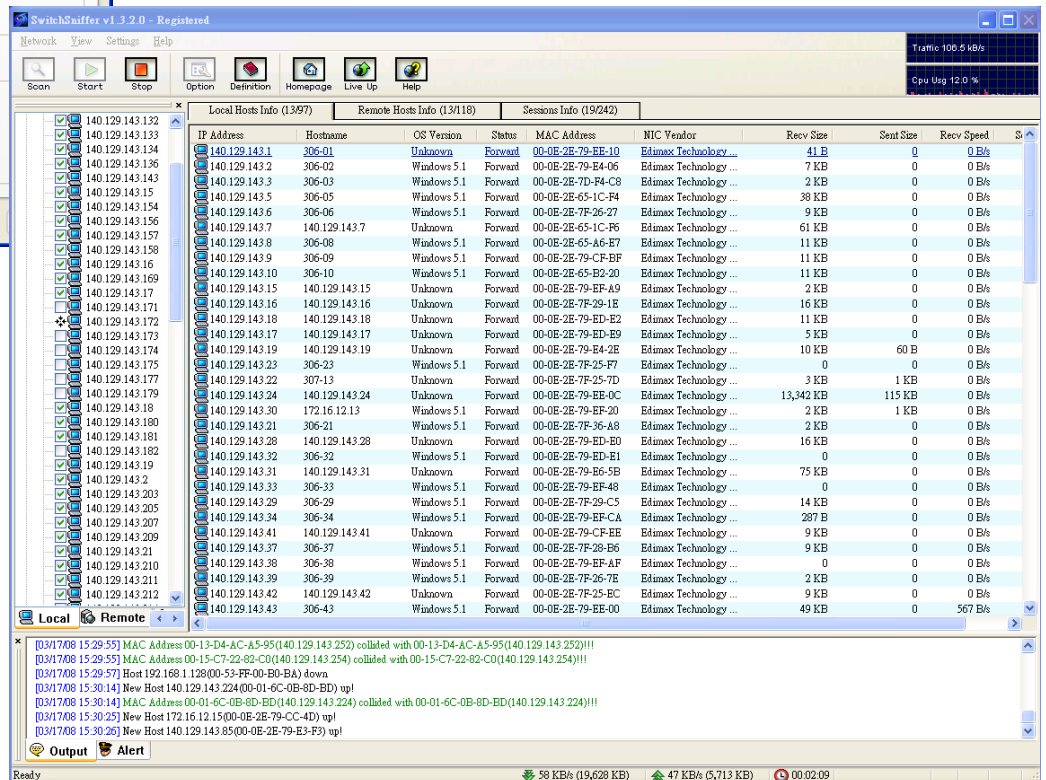 SwitchSniffer v1.3.2.0 - Registered
Network View Settings Help
Scan Start Stop Option Definition Homepage Live Up Help
Traffic 106.5 kB/s
Cpu Usg 12.0 %
140.129.143.132
140.129.143.133
140.129.143.134
140.129.143.136
140.129.143.143
140.129.143.15
140.129.143.154
140.129.143.156
140.129.143.157
140.129.143.158
140.129.143.16
140.129.143.169
140.129.143.17
140.129.143.171
140.129.143.172
140.129.143.173
140.129.143.174
140.129.143.175
140.129.143.177
140.129.143.179
140.129.143.18
140.129.143.180
140.129.143.181
140.129.143.182
140.129.143.19
140.129.143.2
140.129.143.203
140.129.143.205
140.129.143.207
140.129.143.209
140.129.143.21
140.129.143.210
140.129.143.211
140.129.143.212
Local Remote
Local Hosts Info (13/97) Remote Hosts Info (13/118) Sessions Info (19/242)
IP Address Hostname OS Version Status MAC Address NIC Vendor Recv Size Sent Size Recv Speed
140.129.143.1 306-01 Unknown Forward 00-0E-2E-79-EE-10 Edimax Technology ... 41 B 0 0 B/s
140.129.143.2 306-02 Windows 5.1 Forward 00-0E-2E-79-E4-06 Edimax Technology ... 7 KB 0 0 B/s
140.129.143.3 306-03 Windows 5.1 Forward 00-0E-2E-7D-F4-C8 Edimax Technology ... 2 KB 0 0 B/s
140.129.143.5 306-05 Windows 5.1 Forward 00-0E-2E-65-1C-F4 Edimax Technology ... 38 KB 0 0 B/s
140.129.143.6 306-06 Windows 5.1 Forward 00-0E-2E-7F-26-27 Edimax Technology ... 9 KB 0 0 B/s
140.129.143.7 140.129.143.7 Unknown Forward 00-0E-2E-65-1C-F6 Edimax Technology ... 61 KB 0 0 B/s
140.129.143.8 306-08 Windows 5.1 Forward 00-0E-2E-65-A6-E7 Edimax Technology ... 11 KB 0 0 B/s
140.129.143.9 306-09 Windows 5.1 Forward 00-0E-2E-79-CF-BF Edimax Technology ... 11 KB 0 0 B/s
140.129.143.10 306-10 Windows 5.1 Forward 00-0E-2E-65-B2-20 Edimax Technology ... 11 KB 0 0 B/s
140.129.143.15 140.129.143.15 Unknown Forward 00-0E-2E-79-EF-A9 Edimax Technology ... 2 KB 0 0 B/s
140.129.143.16 140.129.143.16 Unknown Forward 00-0E-2E-7F-29-1E Edimax Technology ... 16 KB 0 0 B/s
140.129.143.18 140.129.143.18 Unknown Forward 00-0E-2E-79-ED-E2 Edimax Technology ... 11 KB 0 0 B/s
140.129.143.17 140.129.143.17 Unknown Forward 00-0E-2E-79-ED-E9 Edimax Technology ... 5 KB 0 0 B/s
140.129.143.19 140.129.143.19 Unknown Forward 00-0E-2E-79-E4-2E Edimax Technology ... 10 KB 60 B 0 B/s
140.129.143.23 306-23 Windows 5.1 Forward 00-0E-2E-7F-25-F7 Edimax Technology ... 0 0 0 B/s
140.129.143.22 307-13 Unknown Forward 00-0E-2E-7F-25-7D Edimax Technology ... 3 KB 1 KB 0 B/s
140.129.143.24 140.129.143.24 Unknown Forward 00-0E-2E-79-EE-0C Edimax Technology ... 13,342 KB 115 KB 0 B/s
140.129.143.30 172.16.12.13 Windows 5.1 Forward 00-0E-2E-79-EF-20 Edimax Technology ... 2 KB 1 KB 0 B/s
140.129.143.21 306-21 Windows 5.1 Forward 00-0E-2E-7F-36-A8 Edimax Technology ... 2 KB 0 0 B/s
140.129.143.28 140.129.143.28 Unknown Forward 00-0E-2E-79-ED-E0 Edimax Technology ... 16 KB 0 0 B/s
140.129.143.32 306-32 Windows 5.1 Forward 00-0E-2E-79-ED-E1 Edimax Technology ... 0 0 0 B/s
140.129.143.31 140.129.143.31 Unknown Forward 00-0E-2E-79-E6-5B Edimax Technology ... 75 KB 0 0 B/s
140.129.143.33 306-33 Windows 5.1 Forward 00-0E-2E-79-EF-48 Edimax Technology ... 0 0 0 B/s
140.129.143.29 306-29 Windows 5.1 Forward 00-0E-2E-7F-29-C5 Edimax Technology ... 14 KB 0 0 B/s
140.129.143.34 306-34 Windows 5.1 Forward 00-0E-2E-79-EF-CA Edimax Technology ... 287 B 0 0 B/s
140.129.143.41 140.129.143.41 Unknown Forward 00-0E-2E-79-CF-EE Edimax Technology ... 9 KB 0 0 B/s
140.129.143.37 306-37 Windows 5.1 Forward 00-0E-2E-7F-28-B6 Edimax Technology ... 9 KB 0 0 B/s
140.129.143.38 306-38 Windows 5.1 Forward 00-0E-2E-79-EF-AF Edimax Technology ... 0 0 0 B/s
140.129.143.39 306-39 Windows 5.1 Forward 00-0E-2E-7F-26-7E Edimax Technology ... 2 KB 0 0 B/s
140.129.143.42 140.129.143.42 Unknown Forward 00-0E-2E-7F-25-EC Edimax Technology ... 9 KB 0 0 B/s
140.129.143.43 306-43 Windows 5.1 Forward 00-0E-2E-79-EE-00 Edimax Technology ... 49 KB 0 567 B/s
[03/17/08 15:29:55] MAC Address 00-13-D4-AC-A5-95(140.129.143.252) collided with 00-13-D4-AC-A5-95(140.129.143.252)!!!
[03/17/08 15:29:55] MAC Address 00-15-C7-22-82-C0(140.129.143.254) collided with 00-15-C7-22-82-C0(140.129.143.254)!!!
[03/17/08 15:29:57] Host 192.168.1.128(00-53-FF-00-B0-BA) down
[03/17/08 15:30:14] New Host 140.129.143.224(00-01-6C-0B-8D-BD) up!
[03/17/08 15:30:14] MAC Address 00-01-6C-0B-8D-BD(140.129.143.224) collided with 00-01-6C-0B-8D-BD(140.129.143.224)!!!
[03/17/08 15:30:25] New Host 172.16.12.15(00-0E-2E-79-CC-4D) up!
[03/17/08 15:30:26] New Host 140.129.143.85(00-0E-2E-79-E3-F3) up!
Output Alert
Ready 58 KB/s (19,628 KB) 47 KB/s (5,713 KB) 00:02:09